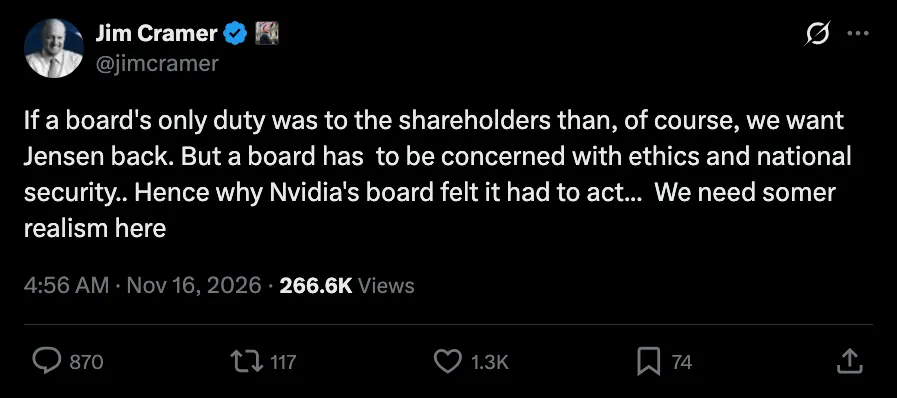 Jim Cramer
@jimcramer
If a board's only duty was to the shareholders than, of course, we want
Jensen back. But a board has  to be concerned with ethics and national
security.. Hence why Nvidia's board felt it had to act...  We need somer
realism here
4:56 AM · Nov 16, 2026 · 266.6K Views
870 117 1.3K 74